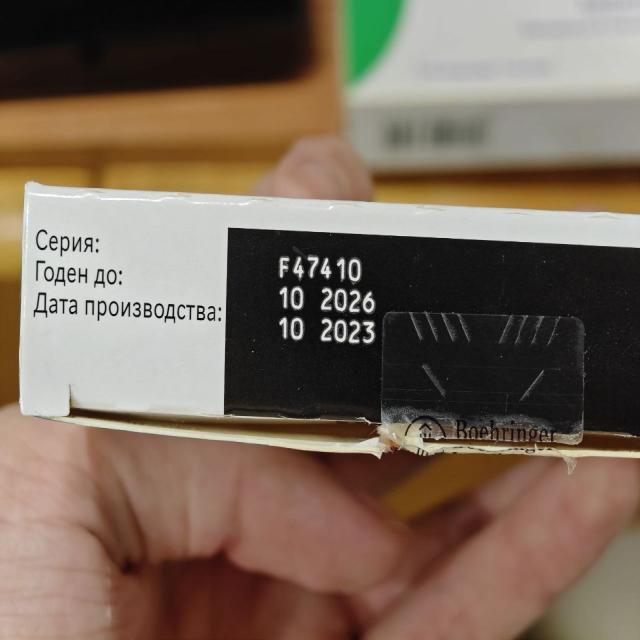 Серия:
Годен до:
Дата производства:
F47410
10 2026
10 2023
Boehringer